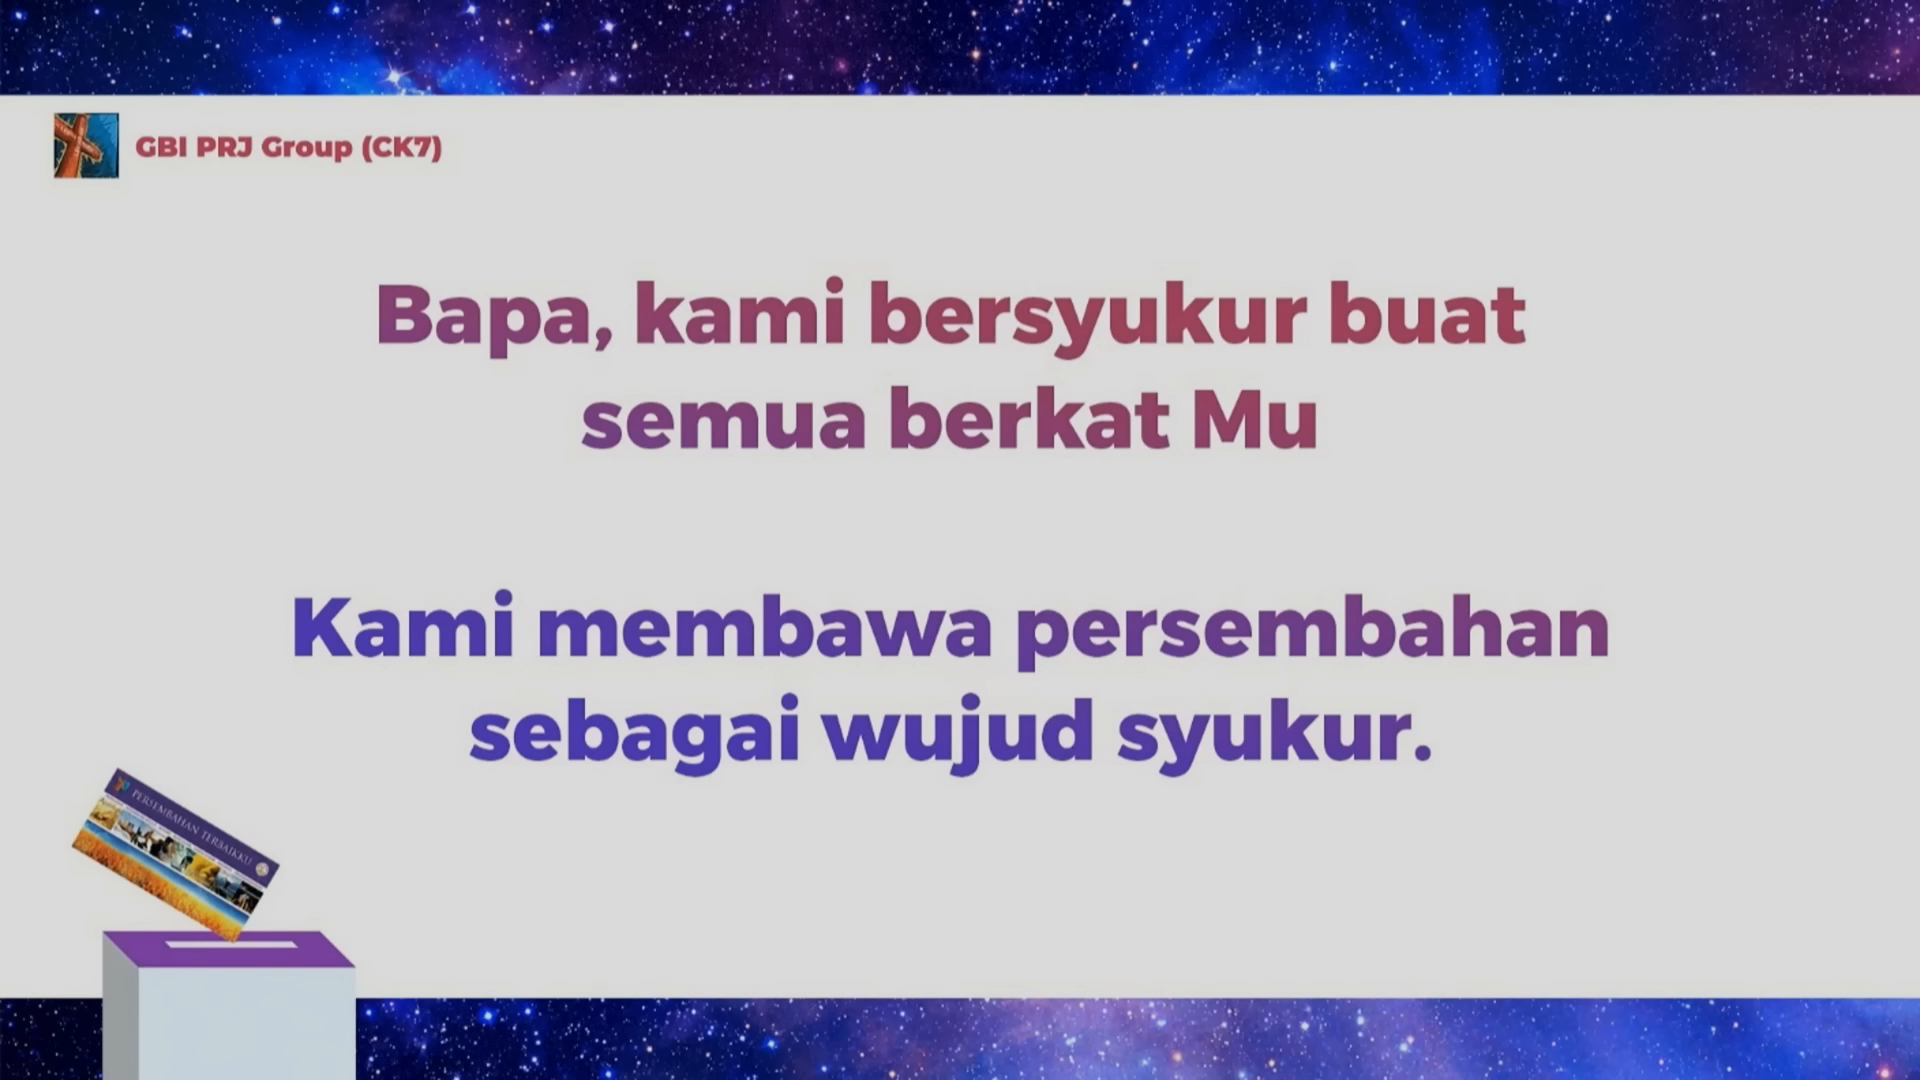 GBI PRJ Group (CK7)
Bapa, kami bersyukur buat
semua berkat Mu
Kami membawa persembahan
sebagai wujud syukur.
PERSEMBAHAN TERBAIKKU